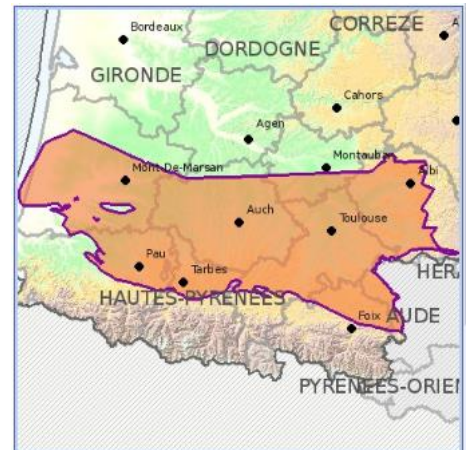 CORREZE
Bordeaux
A
DORDOGNE
GIRONDE
Cahors
Agen
Montauban
Mont-De-Marsan
Albi
Auch
Toulouse
Pau
HÉR
Tarbes
HAUTES-PYRENEES
Foix
AUDE
PYRENEES-ORIEN